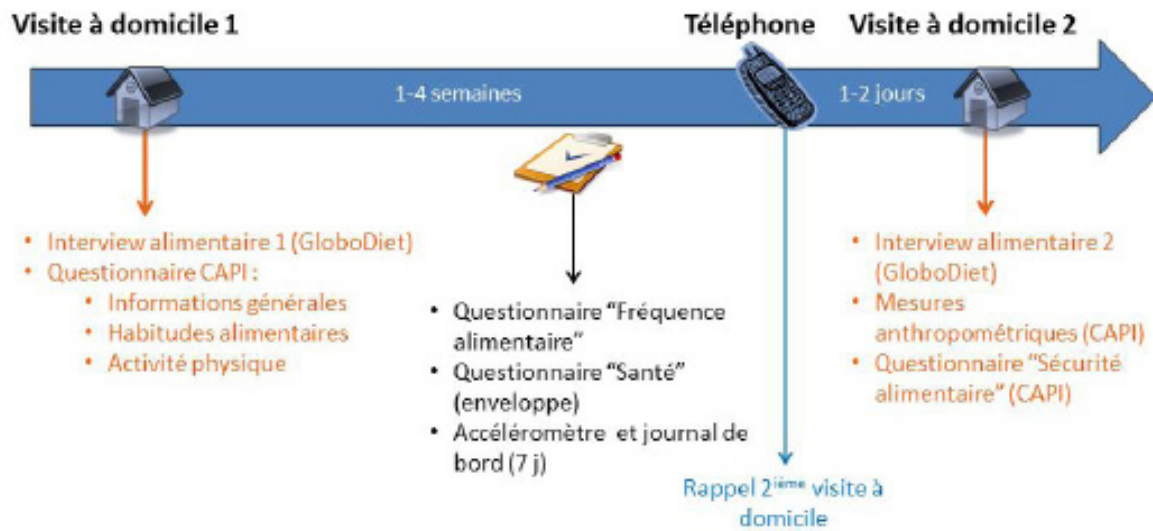 Visite à domicile 1
Téléphone
Visite à domicile 2
1-4 semaines
1-2 jours
• Interview alimentaire 1 (GloboDiet)
• Questionnaire CAPI :
• Informations générales
• Habitudes alimentaires
• Activité physique
• Questionnaire “Fréquence
alimentaire”
• Questionnaire “Santé”
(enveloppe)
• Accéléromètre et journal de
bord (7 j)
Rappel 2ième visite à
domicile
• Interview alimentaire 2
(GloboDiet)
• Mesures
anthropométriques (CAPI)
• Questionnaire “Sécurité
alimentaire” (CAPI)